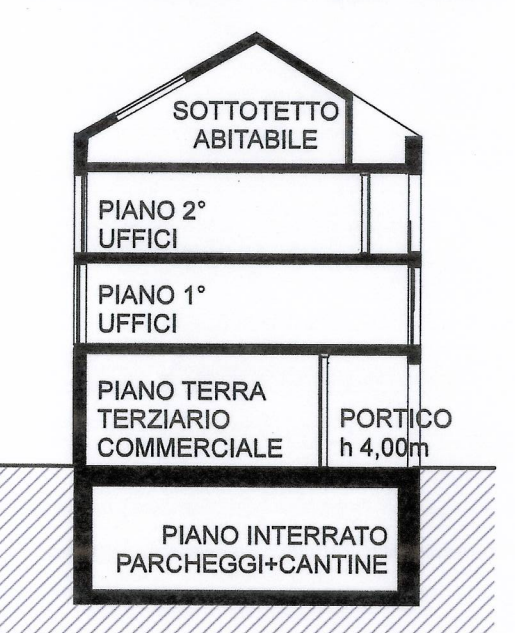 SOTTOTETTO
ABITABILE
PIANO 2°
UFFICI
PIANO 1°
UFFICI
PIANO TERRA
TERZIARIO
COMMERCIALE
PORTICO
h 4,00m
PIANO INTERRATO
PARCHEGGI+CANTINE